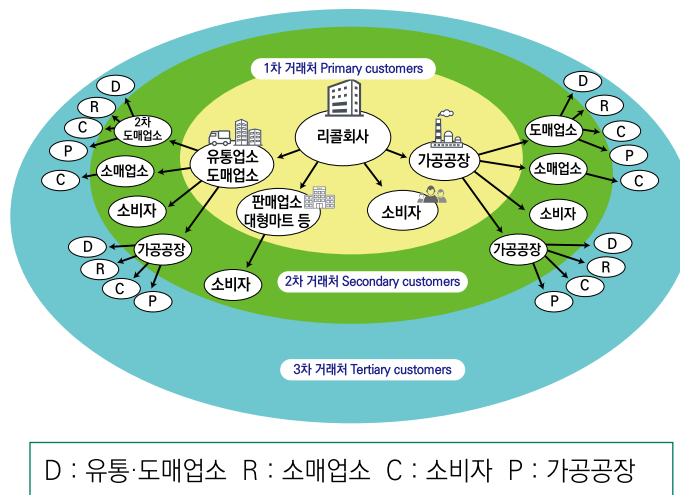 1차 거래처 Primary customers
리콜회사
유통업소
도매업소
가공공장
판매업소
대형마트 등
소비자
D
R
C
P
C
2차
도매업소
소매업소
소비자
가공공장
D
R
C
P
소비자
D
R
C
P
C
도매업소
소매업소
소비자
가공공장
D
R
C
P
2차 거래처 Secondary customers
3차 거래처 Tertiary customers
D : 유통·도매업소 R : 소매업소 C : 소비자 P : 가공공장